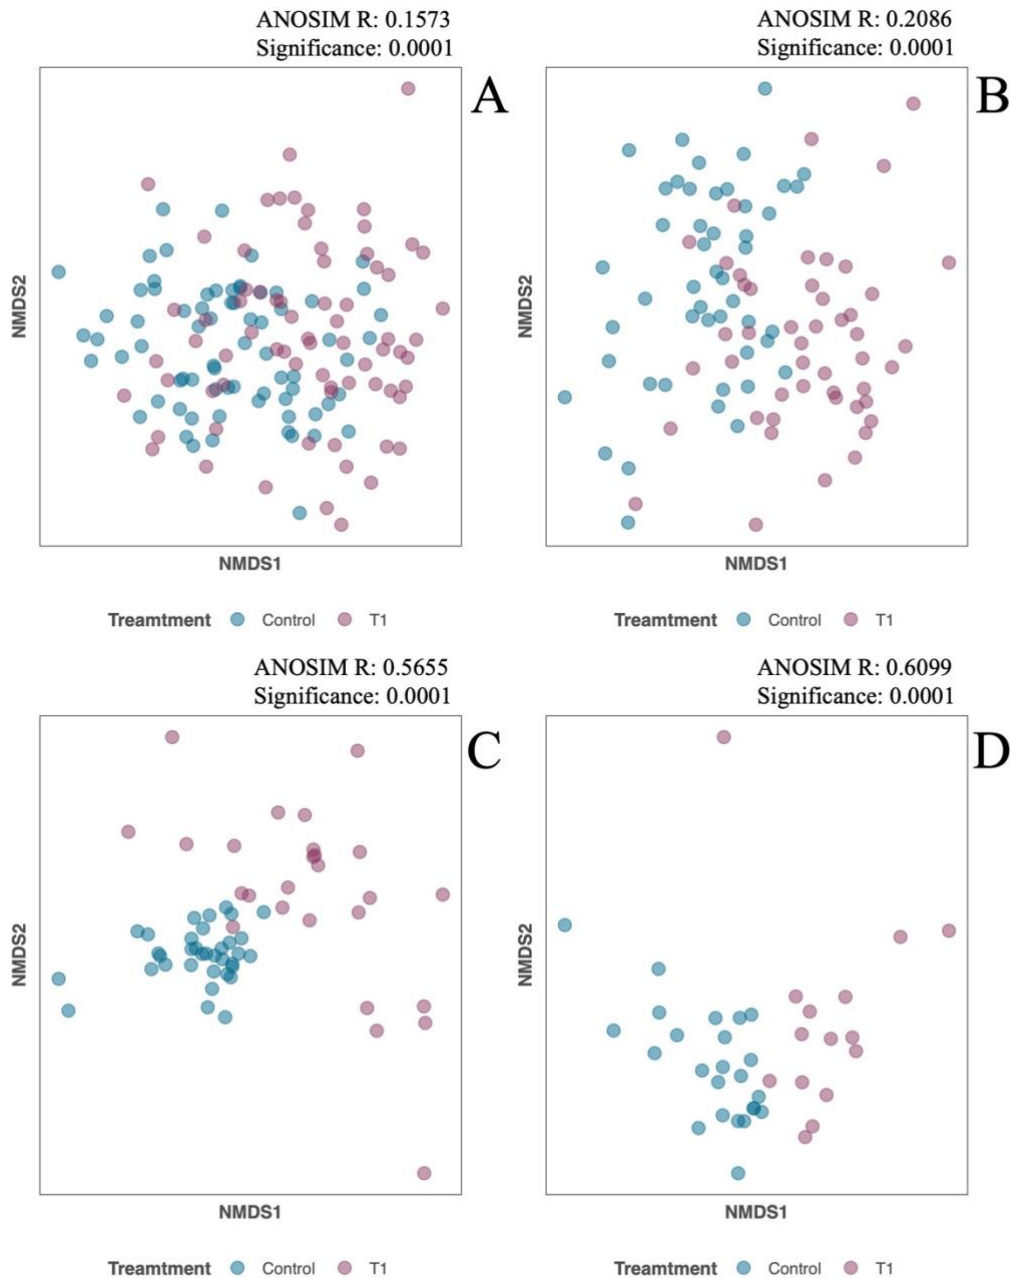 ANOSIM R: 0.1573
Significance: 0.0001
A
NMDS2
NMDS1
Treamtment Control T1
ANOSIM R: 0.2086
Significance: 0.0001
B
NMDS2
NMDS1
Treamtment Control T1
ANOSIM R: 0.5655
Significance: 0.0001
C
NMDS2
NMDS1
Treamtment Control T1
ANOSIM R: 0.6099
Significance: 0.0001
D
NMDS2
NMDS1
Treamtment Control T1